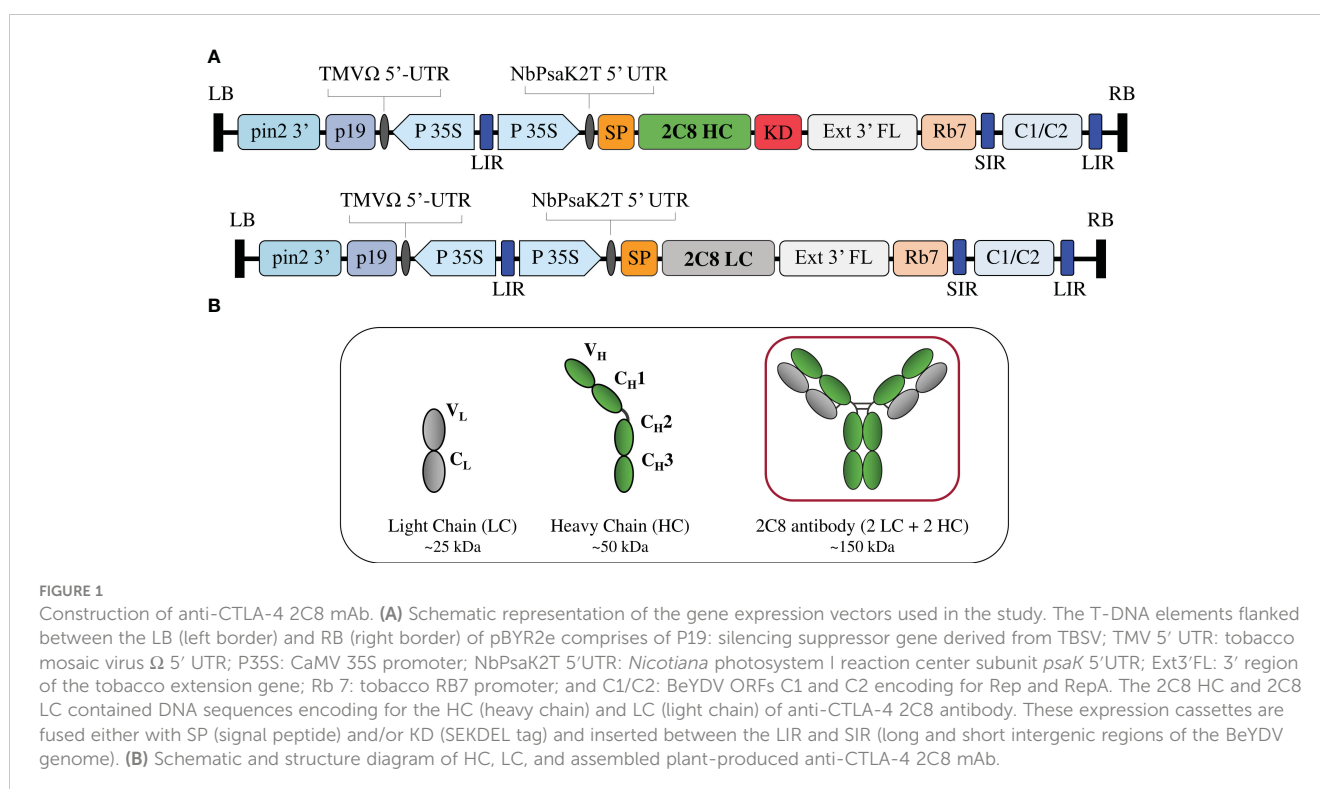 A
TMVΩ 5'-UTR
NbPsaK2T 5' UTR
LB
RB
pin2 3'
p19
P 35S
P 35S
SP
2C8 HC
KD
Ext 3' FL
Rb7
C1/C2
LIR
SIR
LIR
TMVΩ 5'-UTR
NbPsaK2T 5' UTR
LB
RB
pin2 3'
p19
P 35S
P 35S
SP
2C8 LC
Ext 3' FL
Rb7
C1/C2
LIR
SIR
LIR
B
VH
CH1
VL
CH2
CL
CH3
Light Chain (LC)
~25 kDa
Heavy Chain (HC)
~50 kDa
2C8 antibody (2 LC + 2 HC)
~150 kDa
FIGURE 1
Construction of anti-CTLA-4 2C8 mAb. (A) Schematic representation of the gene expression vectors used in the study. The T-DNA elements flanked
between the LB (left border) and RB (right border) of pBYR2e comprises of P19: silencing suppressor gene derived from TBSV; TMV 5′ UTR: tobacco
mosaic virus Ω 5′ UTR; P35S: CaMV 35S promoter; NbPsaK2T 5′UTR: Nicotiana photosystem I reaction center subunit psaK 5′UTR; Ext3′FL: 3′ region
of the tobacco extension gene; Rb 7: tobacco RB7 promoter; and C1/C2: BeYDV ORFs C1 and C2 encoding for Rep and RepA. The 2C8 HC and 2C8
LC contained DNA sequences encoding for the HC (heavy chain) and LC (light chain) of anti-CTLA-4 2C8 antibody. These expression cassettes are
fused either with SP (signal peptide) and/or KD (SEKDEL tag) and inserted between the LIR and SIR (long and short intergenic regions of the BeYDV
genome). (B) Schematic and structure diagram of HC, LC, and assembled plant-produced anti-CTLA-4 2C8 mAb.